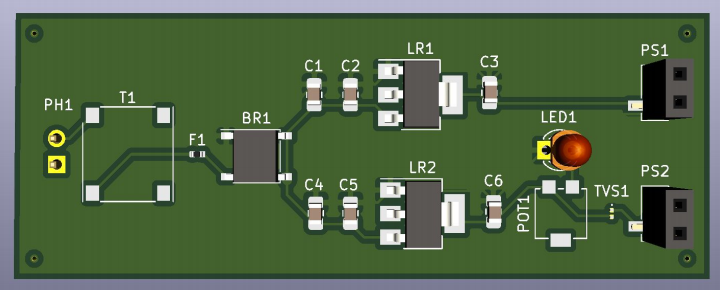 PH1
T1
F1
BR1
C1
C2
LR1
C3
PS1
LED1
C4
C5
LR2
C6
POT1
TVS1
PS2